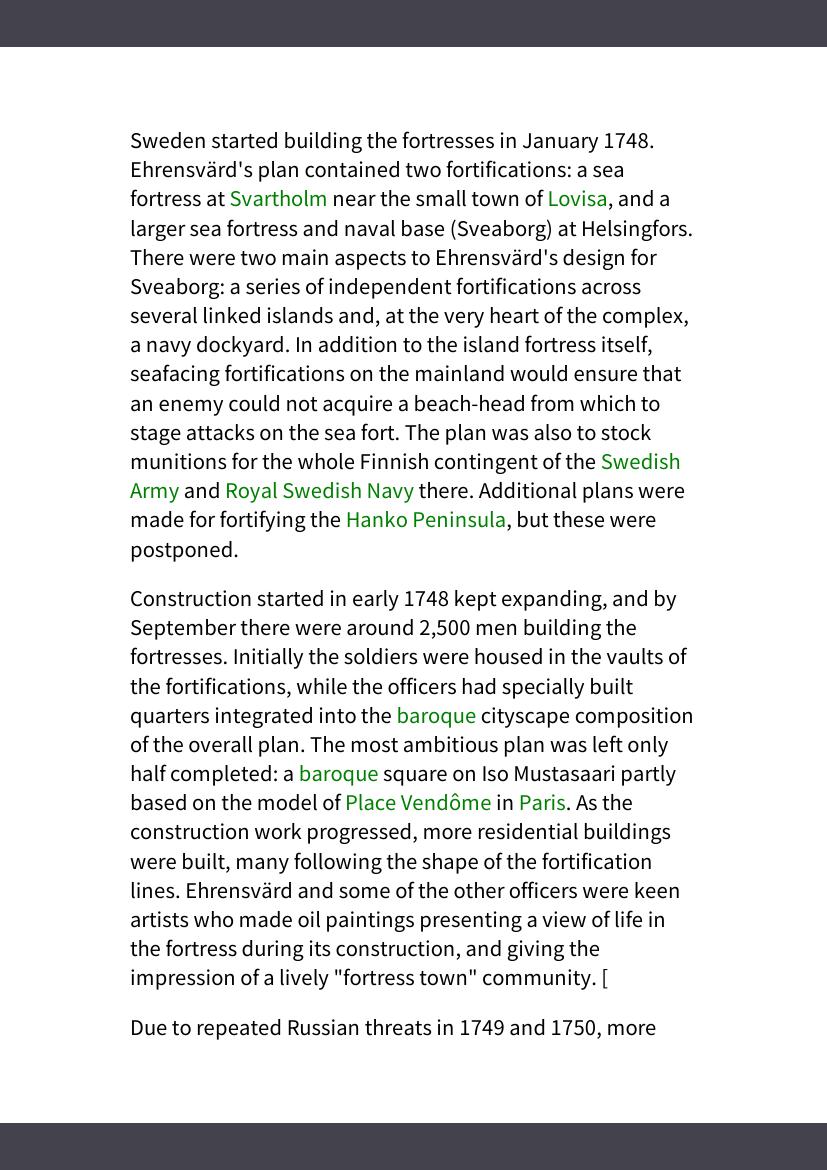 Sweden started building the fortresses in January 1748.
Ehrensvärd's plan contained two fortifications: a sea
fortress at Svartholm near the small town of Lovisa, and a
larger sea fortress and naval base (Sveaborg) at Helsingfors.
There were two main aspects to Ehrensvärd's design for
Sveaborg: a series of independent fortifications across
several linked islands and, at the very heart of the complex,
a navy dockyard. In addition to the island fortress itself,
seafacing fortifications on the mainland would ensure that
an enemy could not acquire a beach-head from which to
stage attacks on the sea fort. The plan was also to stock
munitions for the whole Finnish contingent of the Swedish
Army and Royal Swedish Navy there. Additional plans were
made for fortifying the Hanko Peninsula, but these were
postponed.
Construction started in early 1748 kept expanding, and by
September there were around 2,500 men building the
fortresses. Initially the soldiers were housed in the vaults of
the fortifications, while the officers had specially built
quarters integrated into the baroque cityscape composition
of the overall plan. The most ambitious plan was left only
half completed: a baroque square on Iso Mustasaari partly
based on the model of Place Vendôme in Paris. As the
construction work progressed, more residential buildings
were built, many following the shape of the fortification
lines. Ehrensvärd and some of the other officers were keen
artists who made oil paintings presenting a view of life in
the fortress during its construction, and giving the
impression of a lively "fortress town" community. [
Due to repeated Russian threats in 1749 and 1750, more